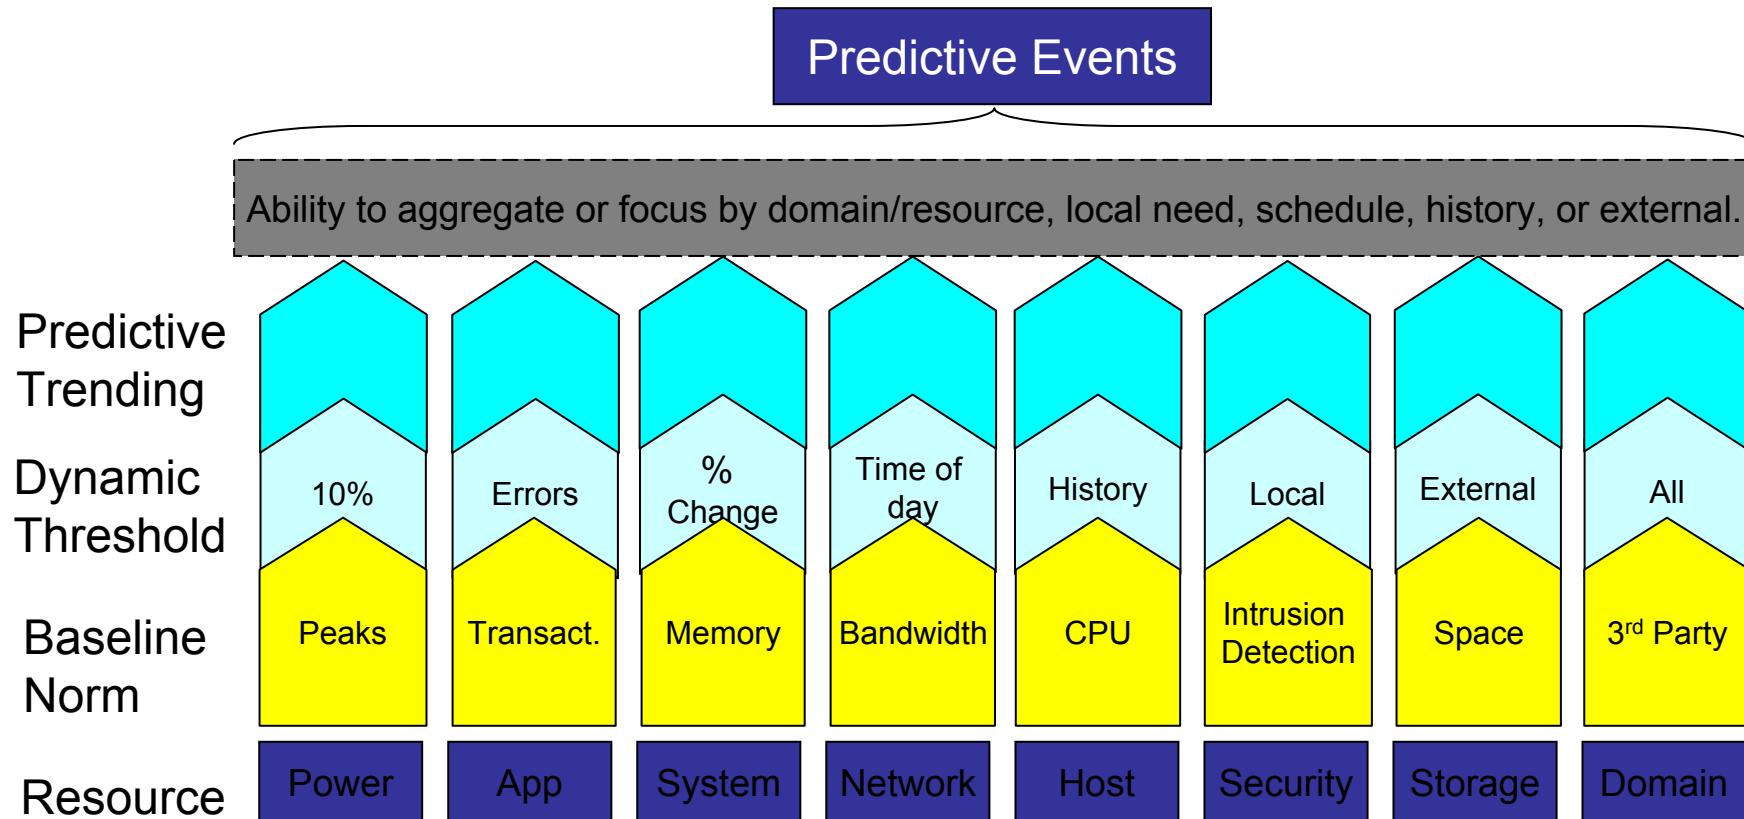 Predictive Events
Ability to aggregate or focus by domain/resource, local need, schedule, history, or external.
Predictive
Trending
Dynamic
Threshold
10%
Errors
%
Change
Time of
day
History
Local
External
All
Baseline
Norm
Peaks
Transact.
Memory
Bandwidth
CPU
Intrusion
Detection
Space
3rd Party
Resource
Power
App
System
Network
Host
Security
Storage
Domain